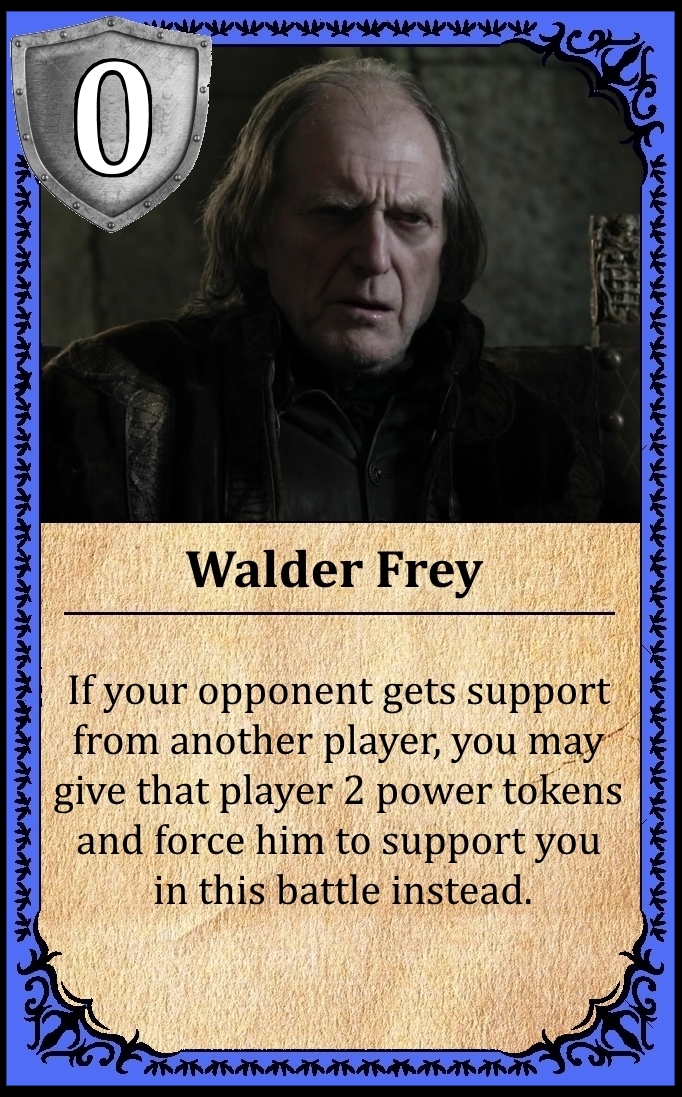 0
Walder Frey
If your opponent gets support
from another player, you may
give that player 2 power tokens
and force him to support you
in this battle instead.